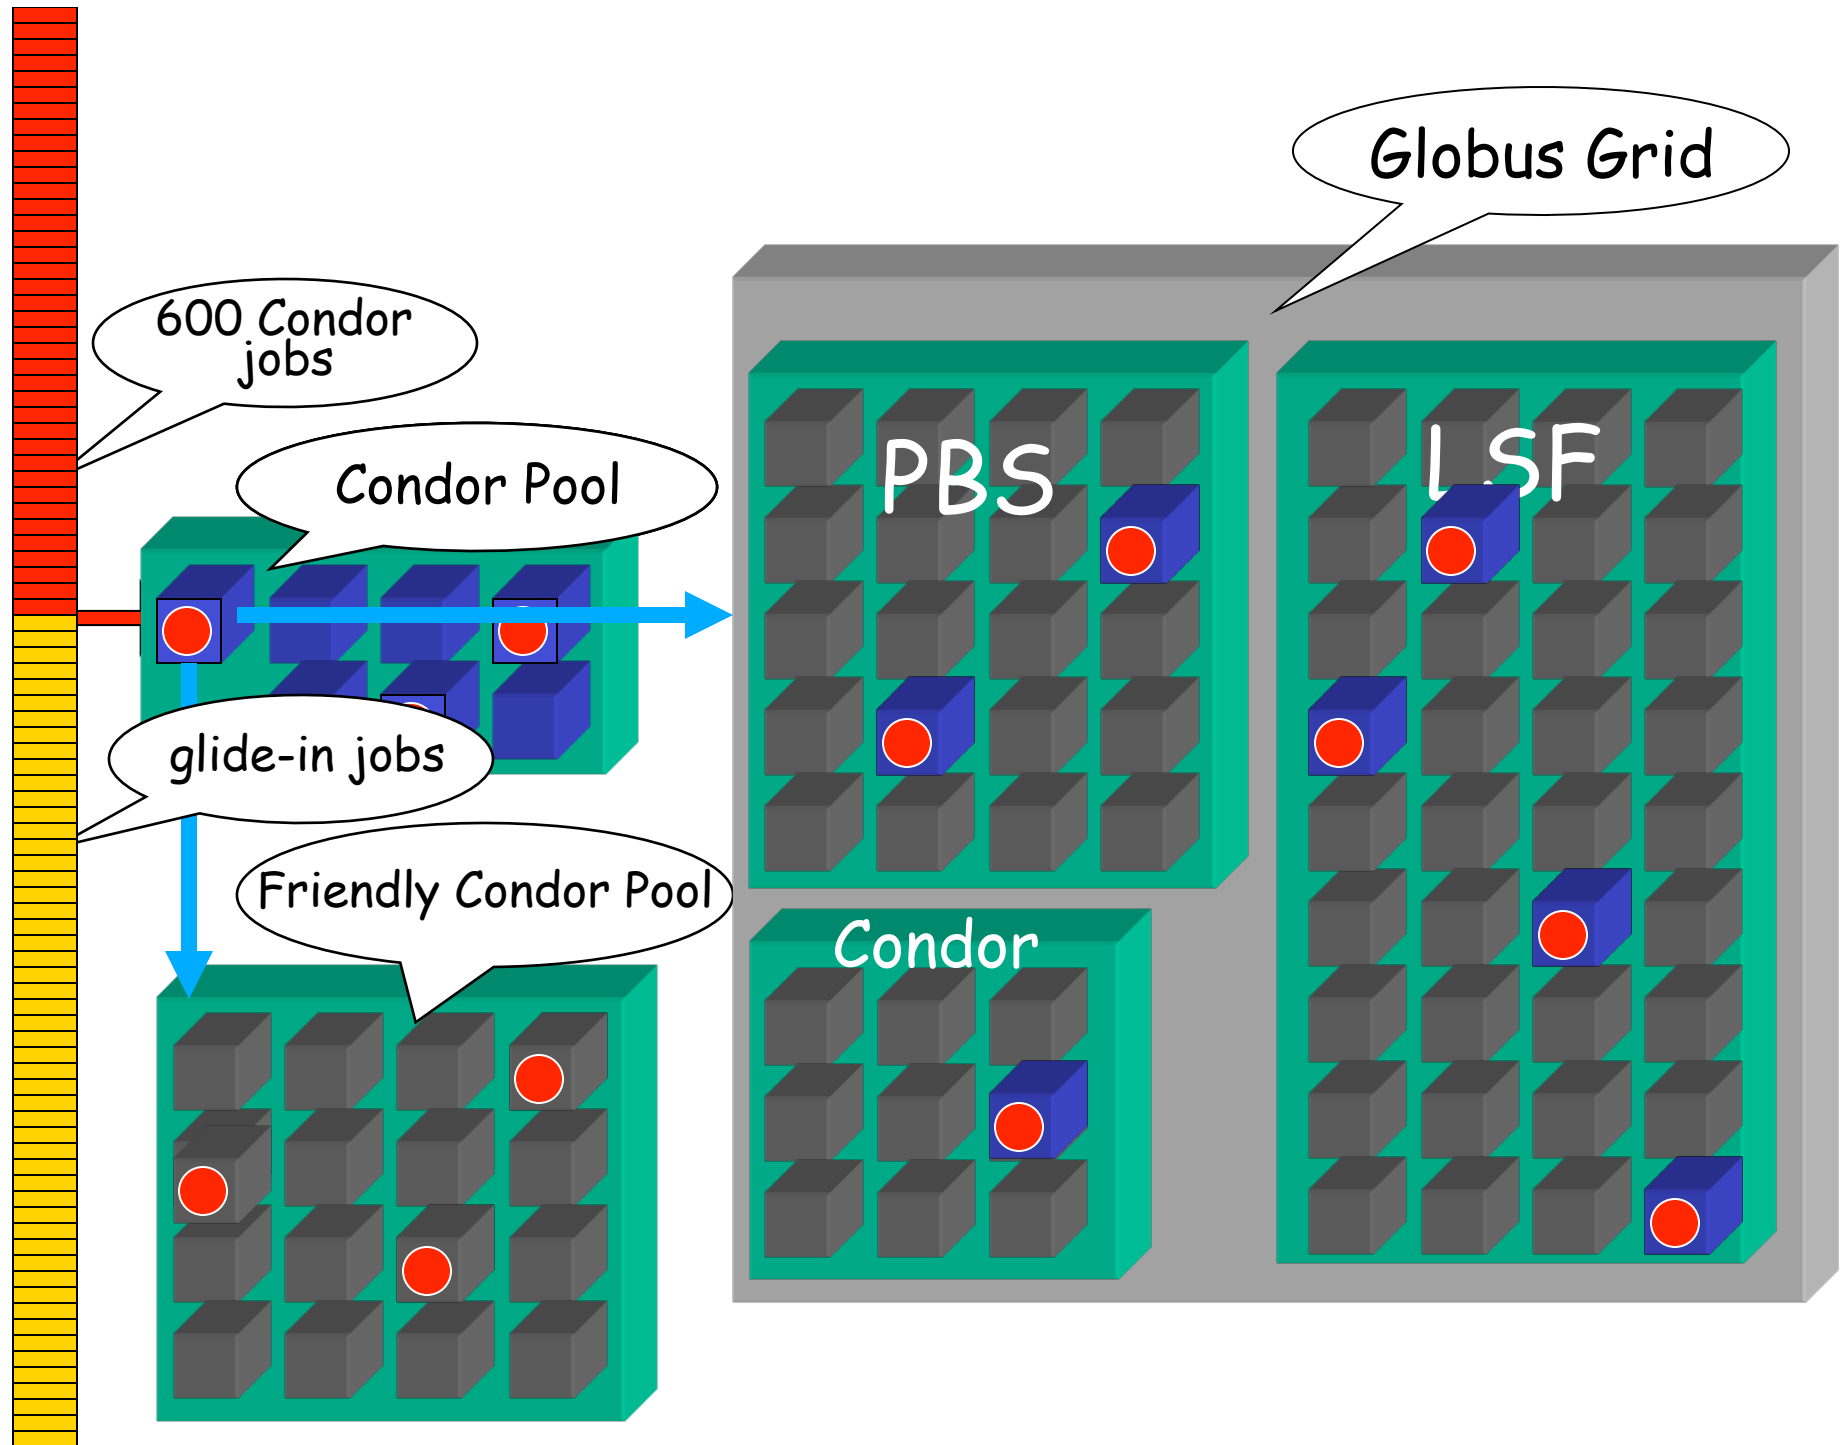 Globus Grid
600 Condor
jobs
Condor Pool
PBS
LSF
glide-in jobs
Friendly Condor Pool
Condor